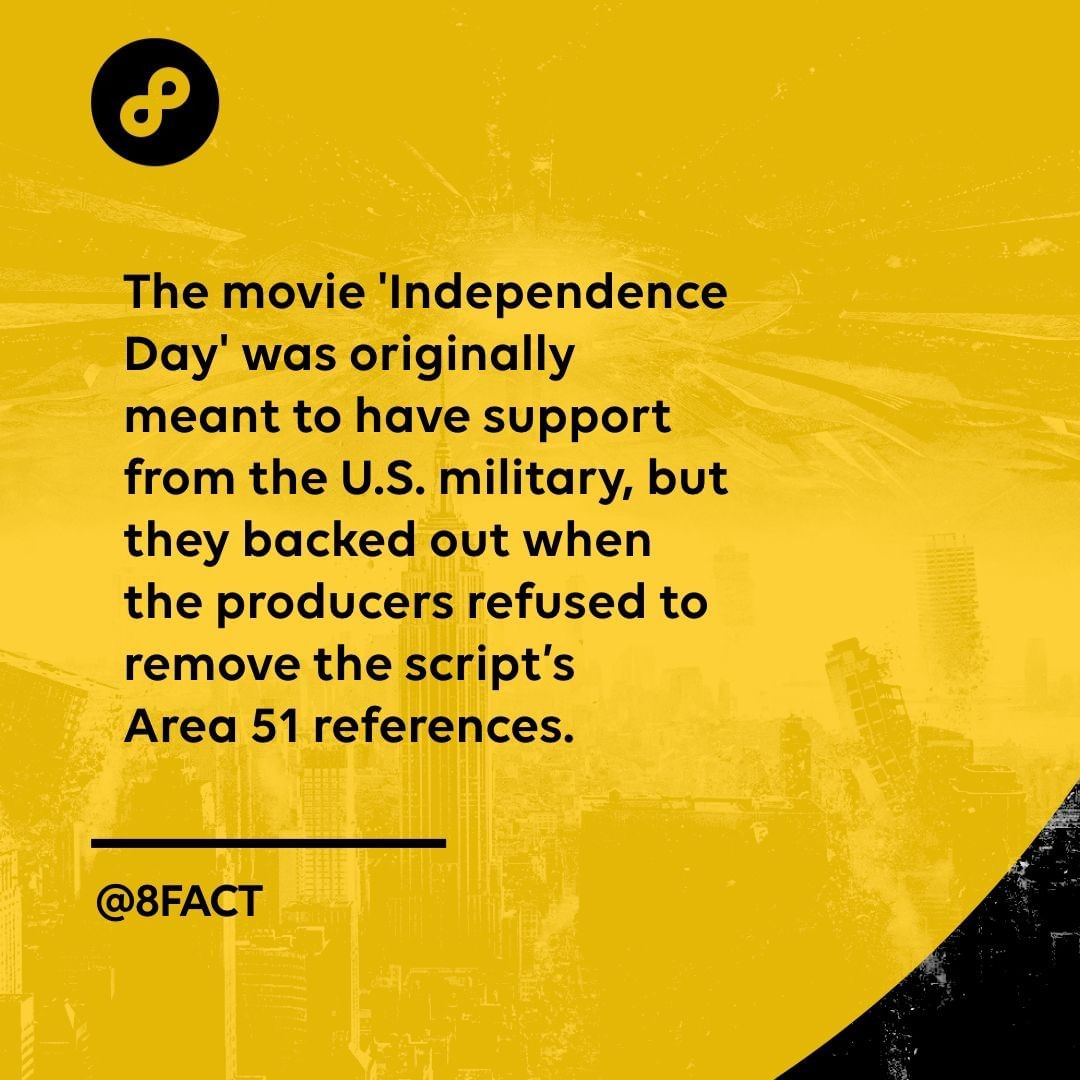 The movie 'Independence
Day' was originally
meant to have support
from the U.S. military, but
they backed out when
the producers refused to
remove the script’s
Area 51 references.
@8FACT